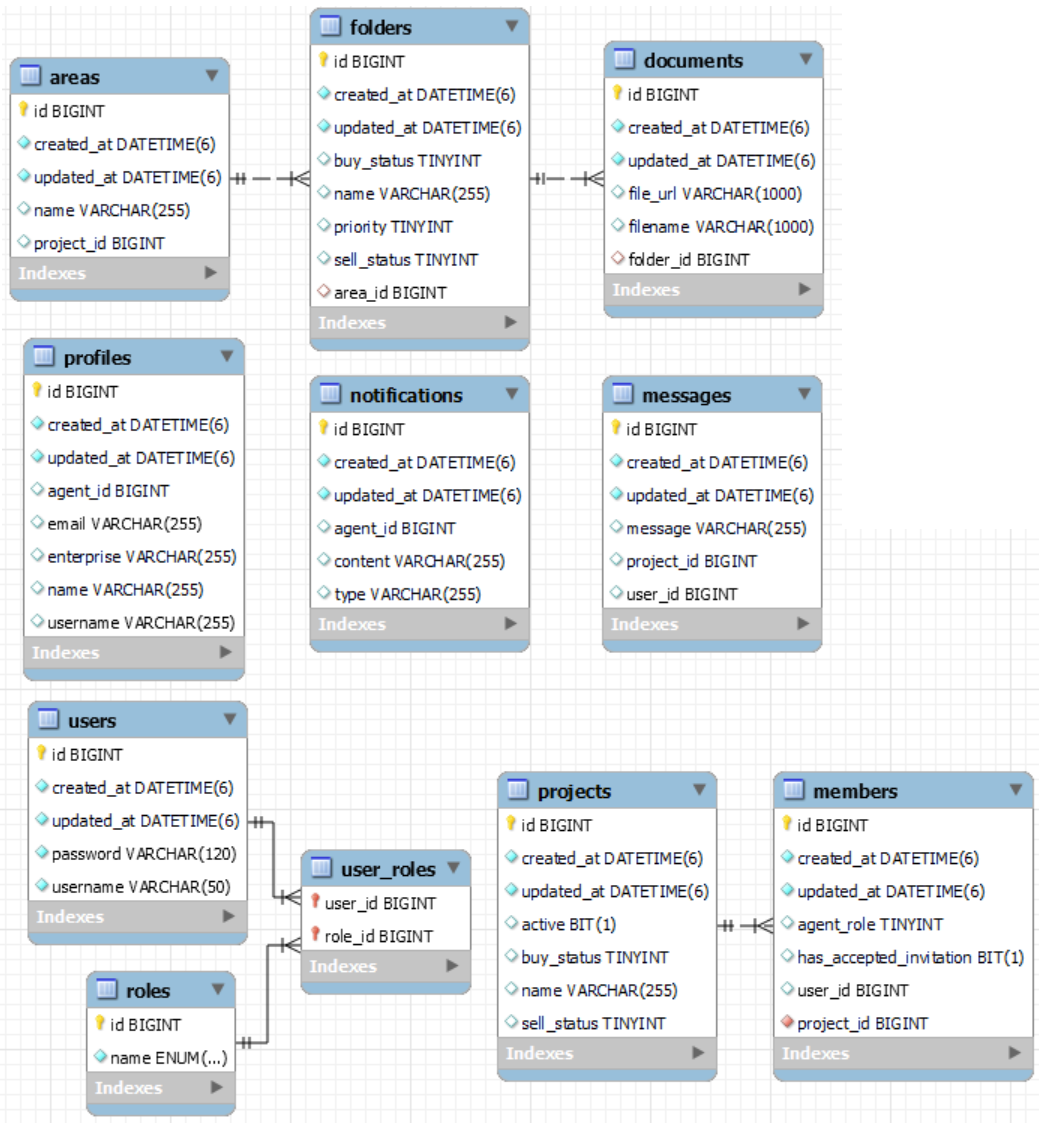 areas
id BIGINT
created_at DATETIME(6)
updated_at DATETIME(6)
name VARCHAR(255)
project_id BIGINT
Indexes
folders
id BIGINT
created_at DATETIME(6)
updated_at DATETIME(6)
buy_status TINYINT
name VARCHAR(255)
priority TINYINT
sell_status TINYINT
area_id BIGINT
Indexes
documents
id BIGINT
created_at DATETIME(6)
updated_at DATETIME(6)
file_url VARCHAR(1000)
filename VARCHAR(1000)
folder_id BIGINT
Indexes
profiles
id BIGINT
created_at DATETIME(6)
updated_at DATETIME(6)
agent_id BIGINT
email VARCHAR(255)
enterprise VARCHAR(255)
name VARCHAR(255)
username VARCHAR(255)
Indexes
notifications
id BIGINT
created_at DATETIME(6)
updated_at DATETIME(6)
agent_id BIGINT
content VARCHAR(255)
type VARCHAR(255)
Indexes
messages
id BIGINT
created_at DATETIME(6)
updated_at DATETIME(6)
message VARCHAR(255)
project_id BIGINT
user_id BIGINT
Indexes
users
id BIGINT
created_at DATETIME(6)
updated_at DATETIME(6)
password VARCHAR(120)
username VARCHAR(50)
Indexes
user_roles
user_id BIGINT
role_id BIGINT
Indexes
roles
id BIGINT
name ENUM(...)
Indexes
projects
id BIGINT
created_at DATETIME(6)
updated_at DATETIME(6)
active BIT(1)
buy_status TINYINT
name VARCHAR(255)
sell_status TINYINT
Indexes
members
id BIGINT
created_at DATETIME(6)
updated_at DATETIME(6)
agent_role TINYINT
has_accepted_invitation BIT(1)
user_id BIGINT
project_id BIGINT
Indexes